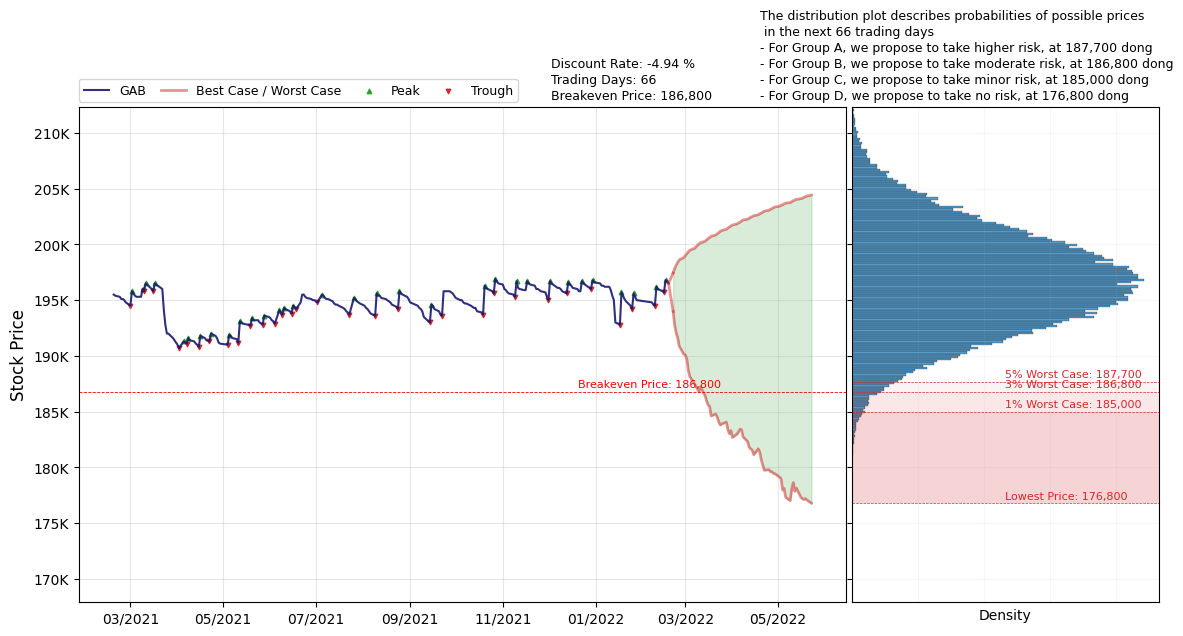 The distribution plot describes probabilities of possible prices
in the next 66 trading days
- For Group A, we propose to take higher risk, at 187,700 dong
- For Group B, we propose to take moderate risk, at 186,800 dong
- For Group C, we propose to take minor risk, at 185,000 dong
- For Group D, we propose to take no risk, at 176,800 dong
Discount Rate: -4.94 %
Trading Days: 66
Breakeven Price: 186,800
GAB
Best Case / Worst Case
Peak
Trough
Stock Price
210K
205K
200K
195K
190K
185K
180K
175K
170K
Breakeven Price: 186,800
5% Worst Case: 187,700
3% Worst Case: 186,800
1% Worst Case: 185,000
Lowest Price: 176,800
03/2021
05/2021
07/2021
09/2021
11/2021
01/2022
03/2022
05/2022
Density